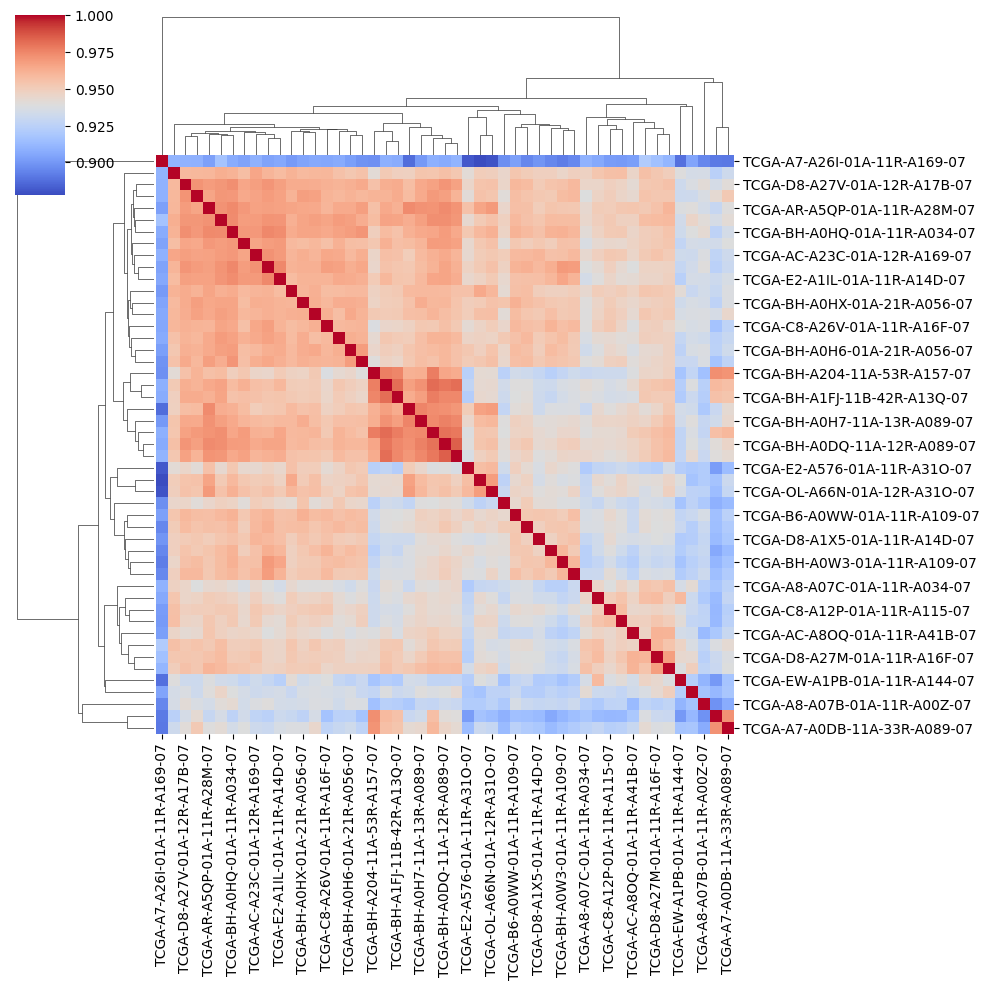 1.000
0.975
0.950
0.925
0.900
TCGA-A7-A26I-01A-11R-A169-07
TCGA-D8-A27V-01A-12R-A17B-07
TCGA-AR-A5QP-01A-11R-A28M-07
TCGA-BH-A0HQ-01A-11R-A034-07
TCGA-AC-A23C-01A-12R-A169-07
TCGA-E2-A1IL-01A-11R-A14D-07
TCGA-BH-A0HX-01A-21R-A056-07
TCGA-C8-A26V-01A-11R-A16F-07
TCGA-BH-A0H6-01A-21R-A056-07
TCGA-BH-A204-11A-53R-A157-07
TCGA-BH-A1FJ-11B-42R-A13Q-07
TCGA-BH-A0H7-11A-13R-A089-07
TCGA-BH-A0DQ-11A-12R-A089-07
TCGA-E2-A576-01A-11R-A31O-07
TCGA-OL-A66N-01A-12R-A31O-07
TCGA-B6-A0WW-01A-11R-A109-07
TCGA-D8-A1X5-01A-11R-A14D-07
TCGA-BH-A0W3-01A-11R-A109-07
TCGA-A8-A07C-01A-11R-A034-07
TCGA-C8-A12P-01A-11R-A115-07
TCGA-AC-A8OQ-01A-11R-A41B-07
TCGA-D8-A27M-01A-11R-A16F-07
TCGA-EW-A1PB-01A-11R-A144-07
TCGA-A8-A07B-01A-11R-A00Z-07
TCGA-A7-A0DB-11A-33R-A089-07
TCGA-A7-A26I-01A-11R-A169-07
TCGA-D8-A27V-01A-12R-A17B-07
TCGA-AR-A5QP-01A-11R-A28M-07
TCGA-BH-A0HQ-01A-11R-A034-07
TCGA-AC-A23C-01A-12R-A169-07
TCGA-E2-A1IL-01A-11R-A14D-07
TCGA-BH-A0HX-01A-21R-A056-07
TCGA-C8-A26V-01A-11R-A16F-07
TCGA-BH-A0H6-01A-21R-A056-07
TCGA-BH-A204-11A-53R-A157-07
TCGA-BH-A1FJ-11B-42R-A13Q-07
TCGA-BH-A0H7-11A-13R-A089-07
TCGA-BH-A0DQ-11A-12R-A089-07
TCGA-E2-A576-01A-11R-A31O-07
TCGA-OL-A66N-01A-12R-A31O-07
TCGA-B6-A0WW-01A-11R-A109-07
TCGA-D8-A1X5-01A-11R-A14D-07
TCGA-BH-A0W3-01A-11R-A109-07
TCGA-A8-A07C-01A-11R-A034-07
TCGA-C8-A12P-01A-11R-A115-07
TCGA-AC-A8OQ-01A-11R-A41B-07
TCGA-D8-A27M-01A-11R-A16F-07
TCGA-EW-A1PB-01A-11R-A144-07
TCGA-A8-A07B-01A-11R-A00Z-07
TCGA-A7-A0DB-11A-33R-A089-07